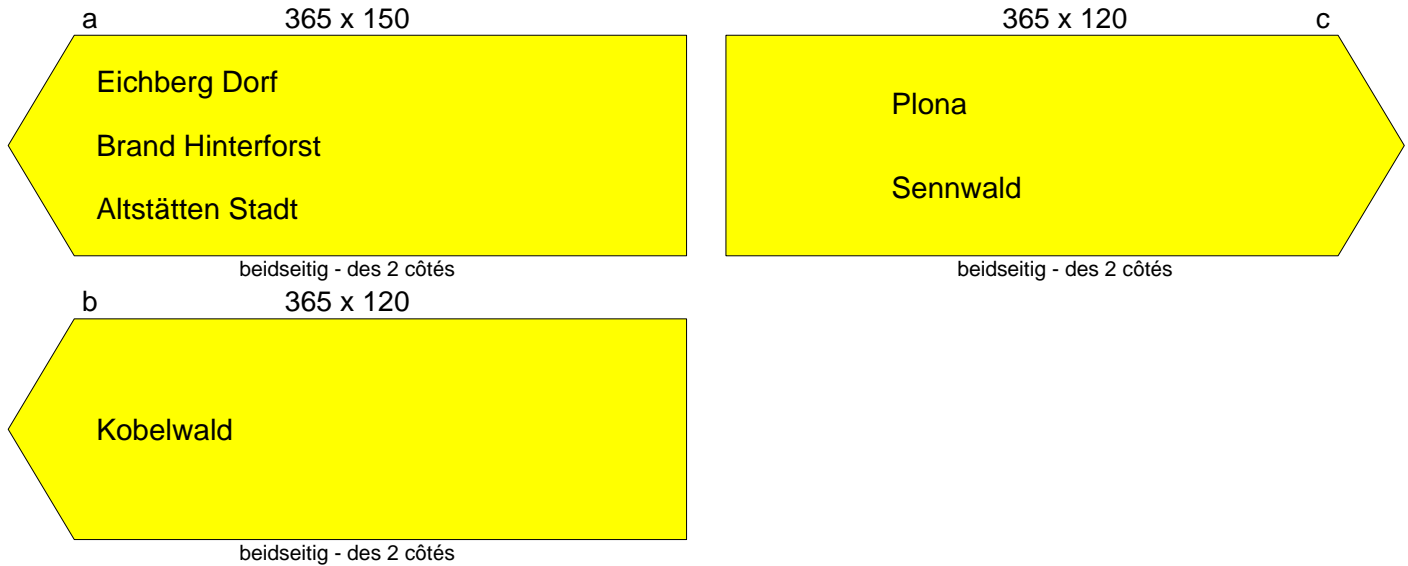 a 365 x 150
Eichberg Dorf
Brand Hinterforst
Altstätten Stadt
beidseitig - des 2 côtés
365 x 120 c
Plona
Sennwald
beidseitig - des 2 côtés
b 365 x 120
Kobelwald
beidseitig - des 2 côtés